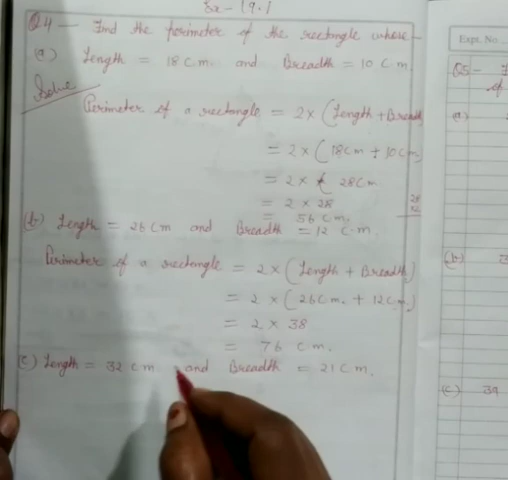 Ex - 19.1
Q4 - Find the perimeter of the rectangle whose -
(a) Length = 18 cm and Breadth = 10 cm
Solve
Perimeter of a rectangle = 2 × (Length + Breadth)
= 2 × (18 cm + 10 cm
= 2 × ( 28 cm
= 2 × 28
= 56 cm.
(b) Length = 26 cm and Breadth = 12 cm.
Perimeter of a rectangle = 2 × (Length + Breadth)
= 2 × (26 cm. + 12 cm.)
= 2 × 38
= 76 cm.
(c) Length = 32 cm and Breadth = 21 cm.
Expt. No.
Q5 -
of
(a)
(b)
(c) 39